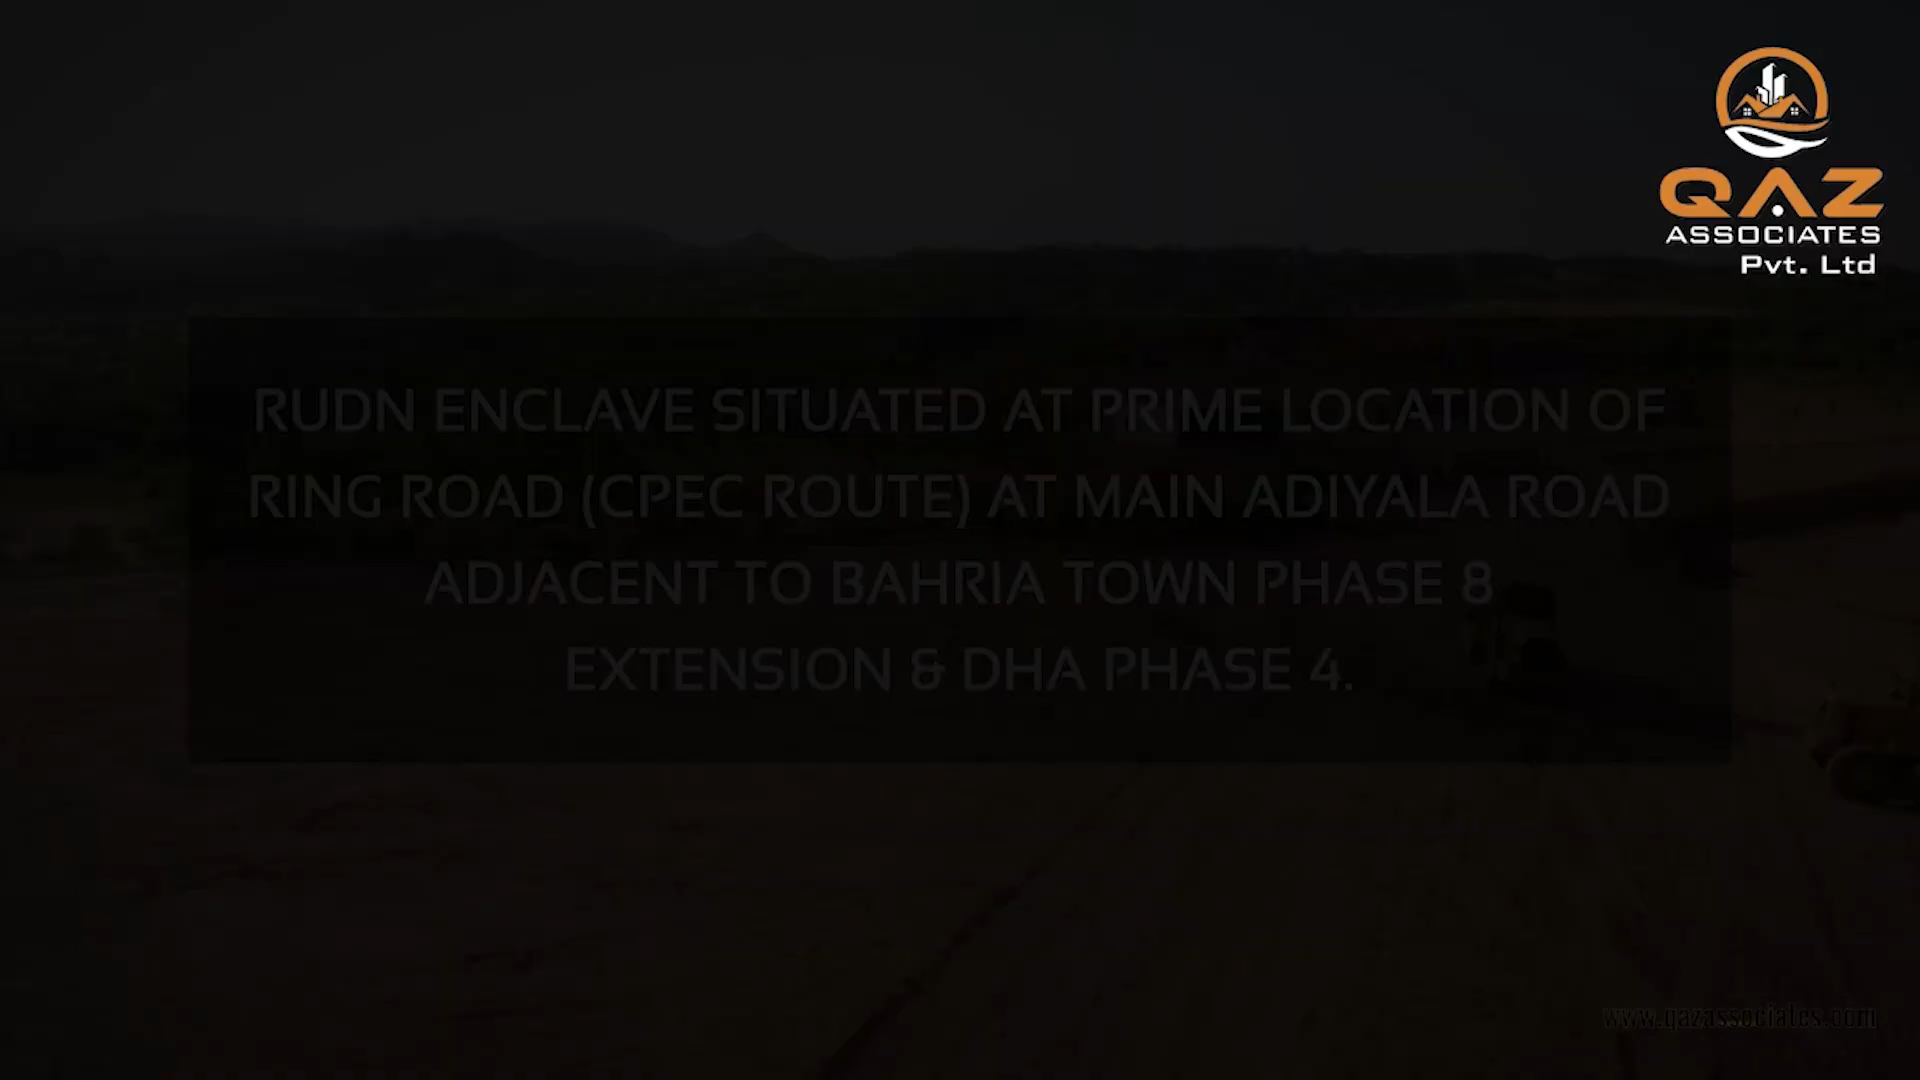 QAZ
ASSOCIATES
Pvt. Ltd
RUDN ENCLAVE SITUATED AT PRIME LOCATION OF
RING ROAD (CPEC ROUTE) AT MAIN ADIYALA ROAD
ADJACENT TO BAHRIA TOWN PHASE 8
EXTENSION & DHA PHASE 4.
www.qazassociates.com